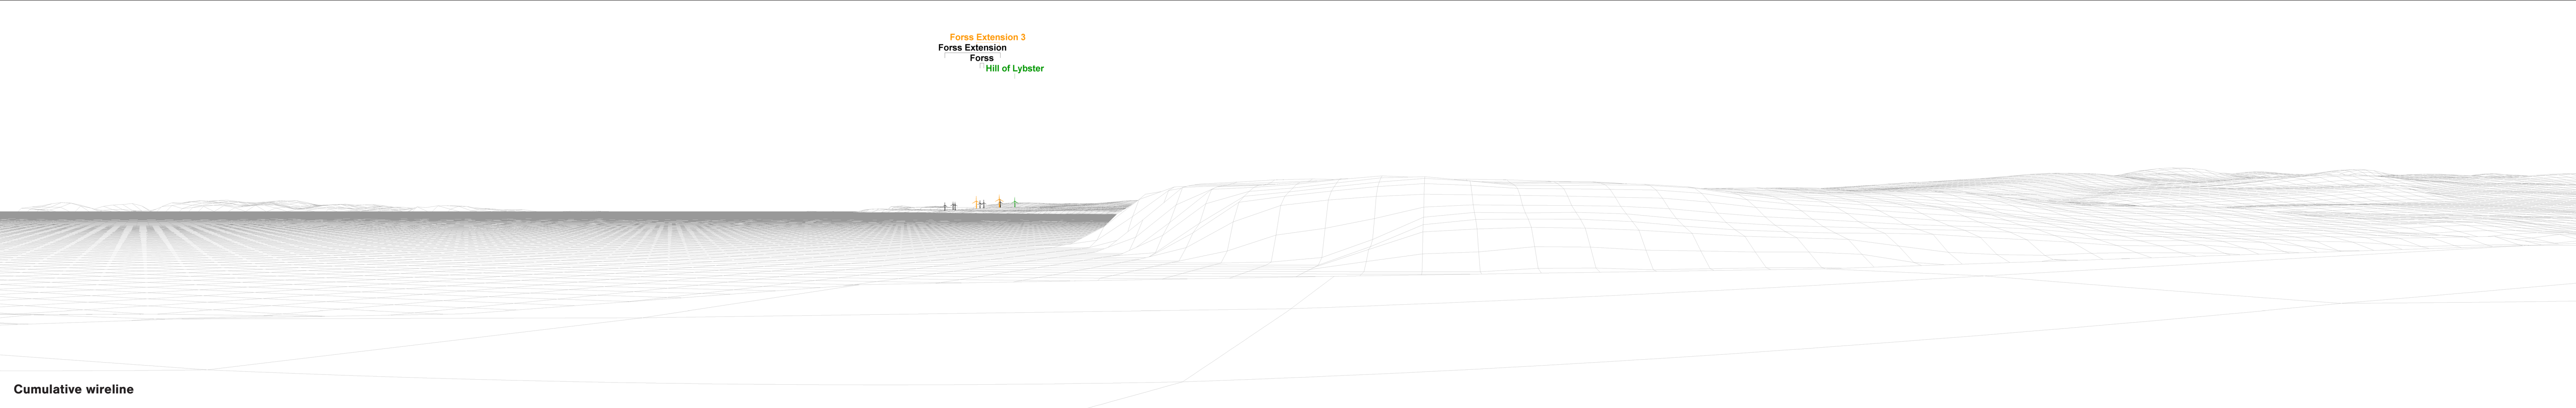 Forss Extension 3
Forss Extension
Forss
Hill of Lybster
Cumulative wireline